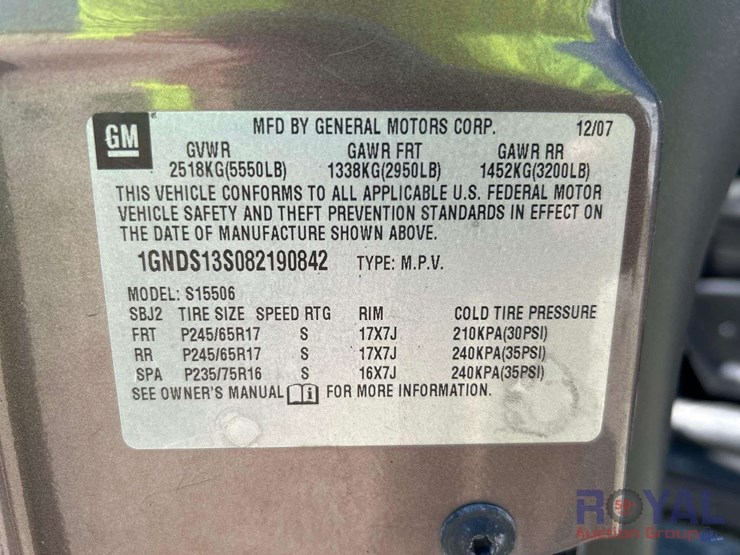 GM
MFD BY GENERAL MOTORS CORP. 12/07
GVWR GAWR FRT GAWR RR
2518KG(5550LB) 1338KG(2950LB) 1452KG(3200LB)
THIS VEHICLE CONFORMS TO ALL APPLICABLE U.S. FEDERAL MOTOR
VEHICLE SAFETY AND THEFT PREVENTION STANDARDS IN EFFECT ON
THE DATE OF MANUFACTURE SHOWN ABOVE.
1GNDS13S082190842 TYPE: M.P.V.
MODEL: S15506
SBJ2 TIRE SIZE SPEED RTG RIM COLD TIRE PRESSURE
FRT P245/65R17 S 17X7J 210KPA(30PSI)
RR P245/65R17 S 17X7J 240KPA(35PSI)
SPA P235/75R16 S 16X7J 240KPA(35PSI)
SEE OWNER'S MANUAL FOR MORE INFORMATION.
ROYAL
Auction Group